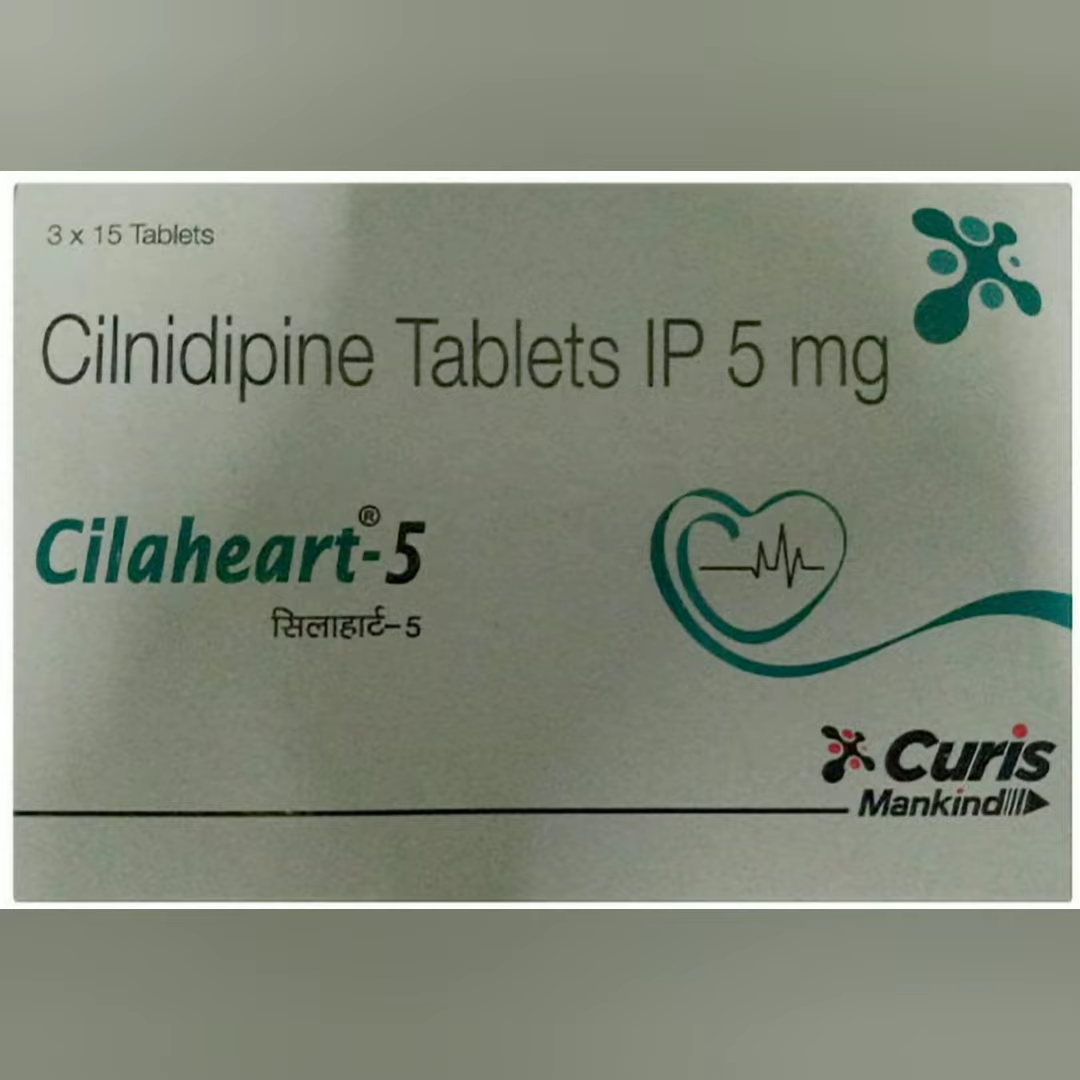 3 x 15 Tablets
Cilnidipine Tablets IP 5 mg
Cilaheart®-5
सिलाहार्ट-5
Curis
Mankind